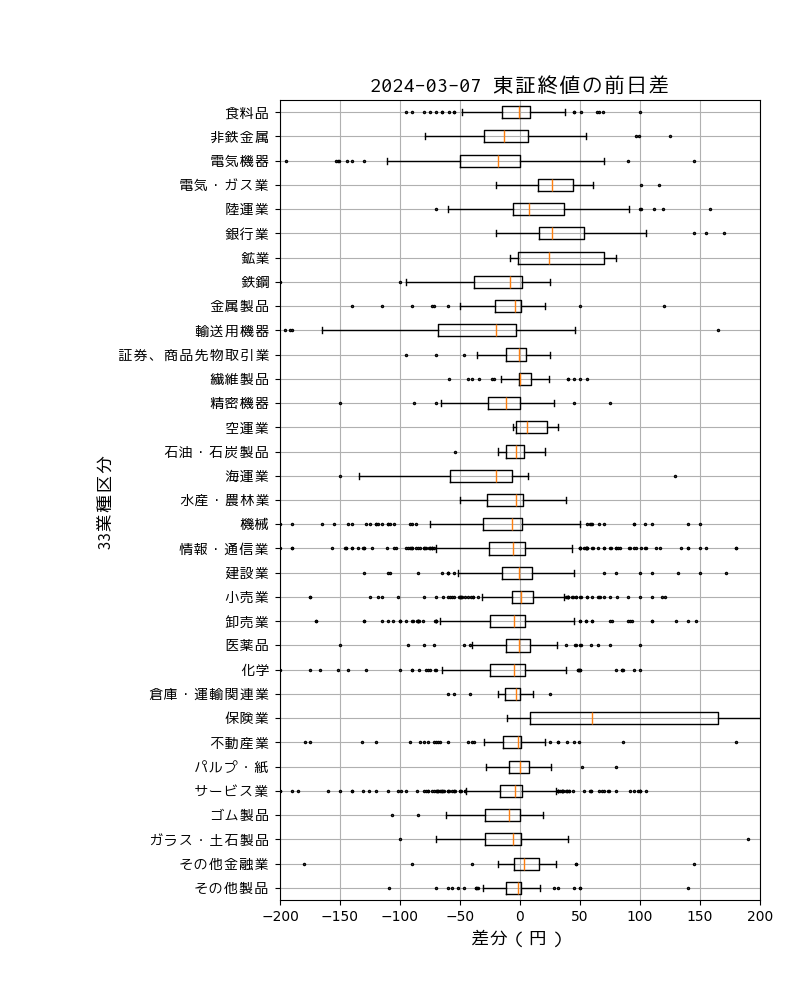 2024-03-07 東証終値の前日差
食料品
非鉄金属
電気機器
電気・ガス業
陸運業
銀行業
鉱業
鉄鋼
金属製品
輸送用機器
証券、商品先物取引業
繊維製品
精密機器
空運業
石油・石炭製品
海運業
水産・農林業
機械
情報・通信業
建設業
小売業
卸売業
医薬品
化学
倉庫・運輸関連業
保険業
不動産業
パルプ・紙
サービス業
ゴム製品
ガラス・土石製品
その他金融業
その他製品
33業種区分
−200 −150 −100 −50 0 50 100 150 200
差分（円）